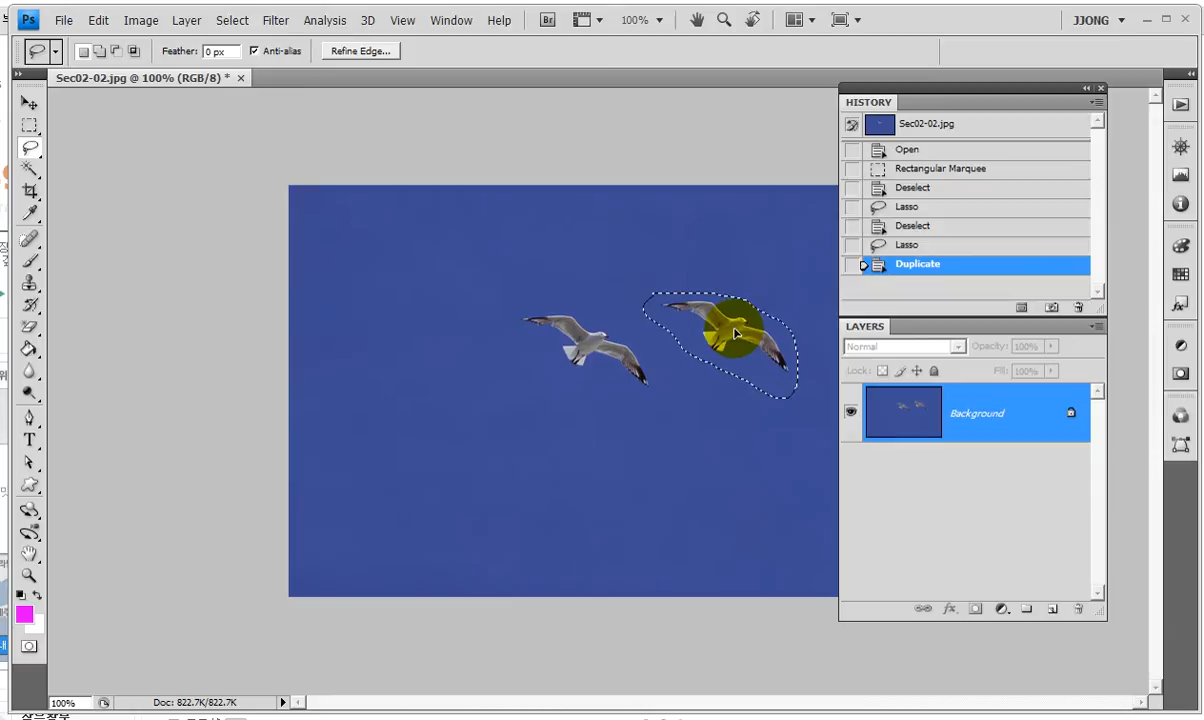 Ps File Edit Image Layer Select Filter Analysis 3D View Window Help Br 100% JJONG
Feather: 0 px Anti-alias Refine Edge...
Sec02-02.jpg @ 100% (RGB/8) *
HISTORY
Sec02-02.jpg
Open
Rectangular Marquee
Deselect
Lasso
Deselect
Lasso
Duplicate
LAYERS
Normal Opacity: 100%
Lock: Fill: 100%
Background
T
fx
100% Doc: 822.7K/822.7K